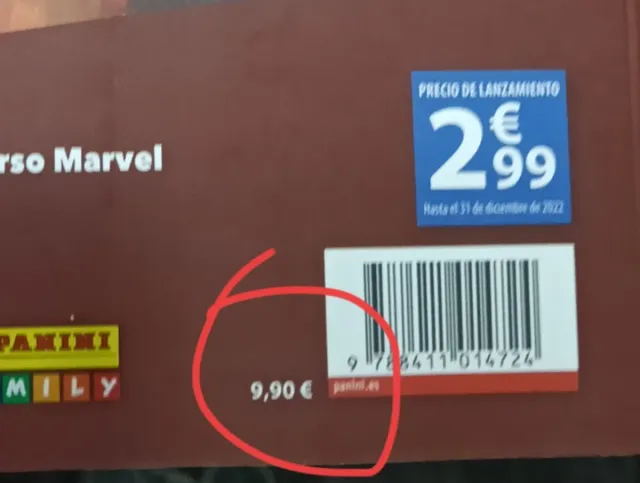 PRECIO DE LANZAMIENTO
2€99
Hasta el 31 de diciembre de 2022
rso Marvel
9 788411 014724
PANINI
MILY
9,90 €
panini.es